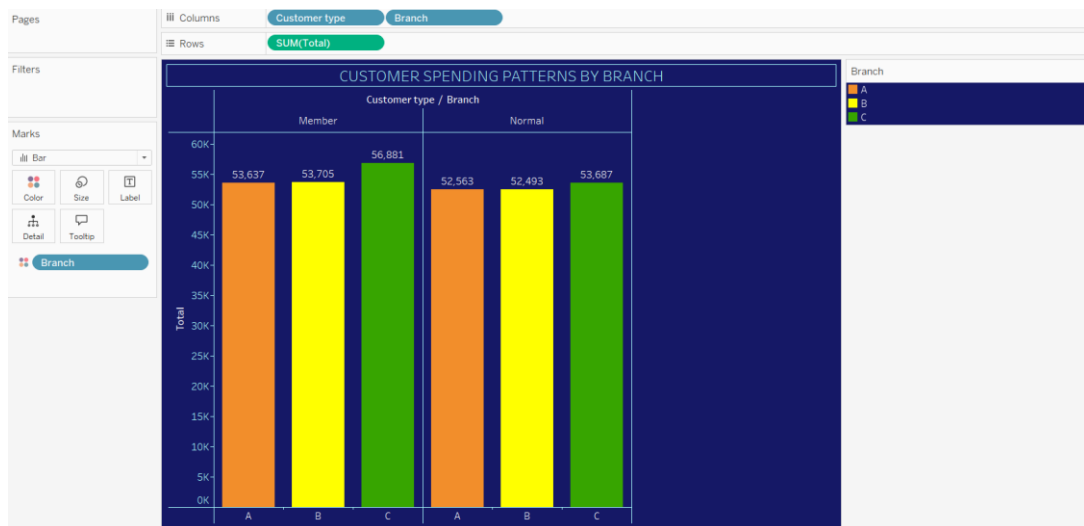 Pages
Columns Customer type Branch
Rows SUM(Total)
Filters
Marks
Bar
Color Size Label
Detail Tooltip
Branch
CUSTOMER SPENDING PATTERNS BY BRANCH
Customer type / Branch
Member Normal
Total
60K
55K
50K
45K
40K
35K
30K
25K
20K
15K
10K
5K
0K
53,637 53,705 56,881 52,563 52,493 53,687
A B C A B C
Branch
A
B
C